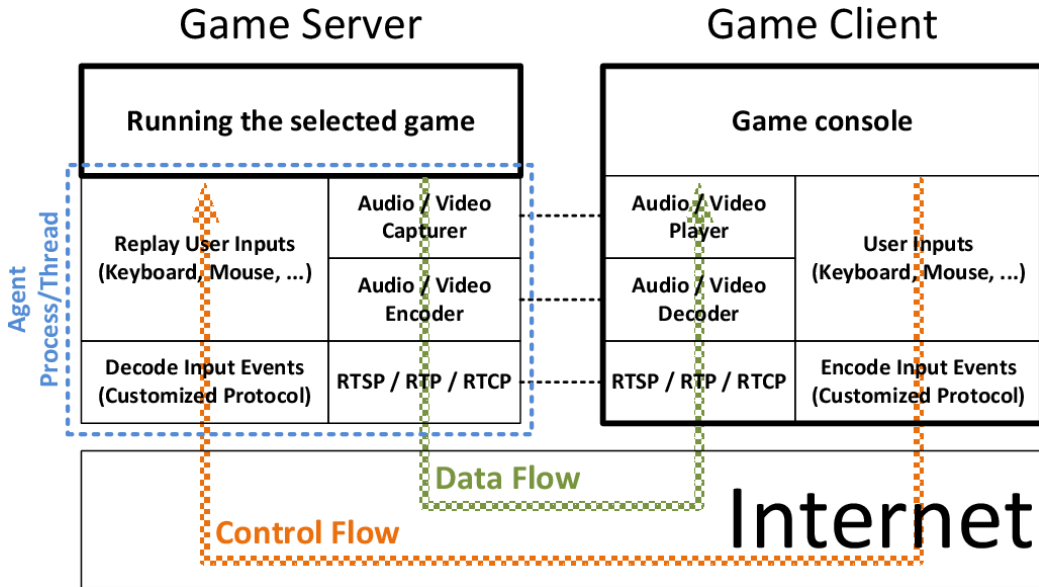 Game Server
Game Client
Running the selected game
Game console
Agent
Process/Thread
Replay User Inputs
(Keyboard, Mouse, ...)
Audio / Video
Capturer
Audio / Video
Encoder
Decode Input Events
(Customized Protocol)
RTSP / RTP / RTCP
Audio / Video
Player
Audio / Video
Decoder
User Inputs
(Keyboard, Mouse, ...)
RTSP / RTP / RTCP
Encode Input Events
(Customized Protocol)
Data Flow
Control Flow
Internet